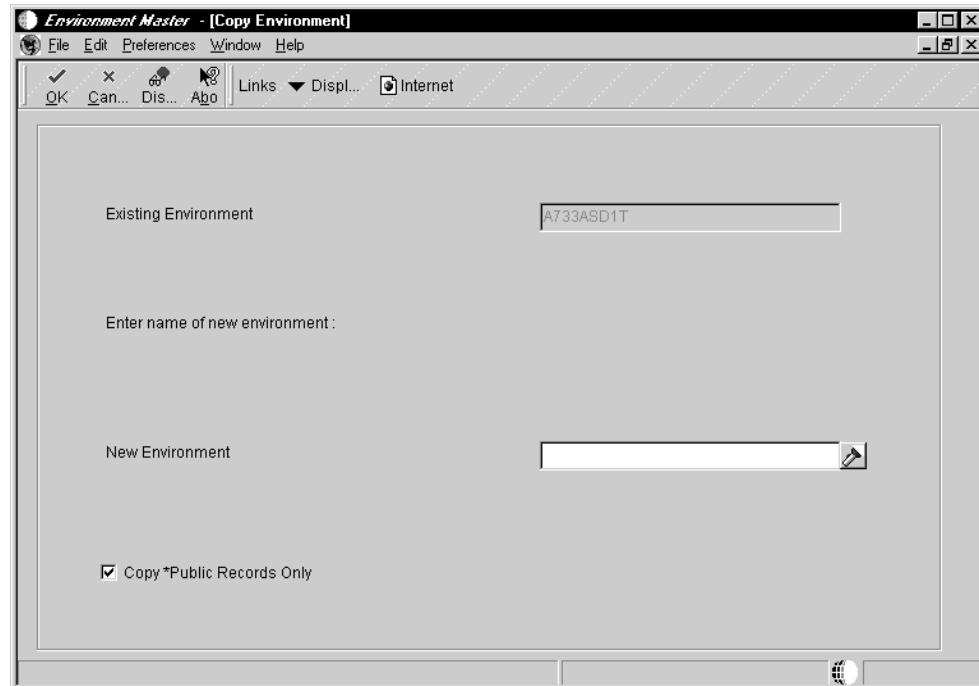 Environment Master - [Copy Environment]
File Edit Preferences Window Help
OK Can... Dis... Abo Links Displ... Internet
Existing Environment A733ASD1T
Enter name of new environment :
New Environment
Copy *Public Records Only